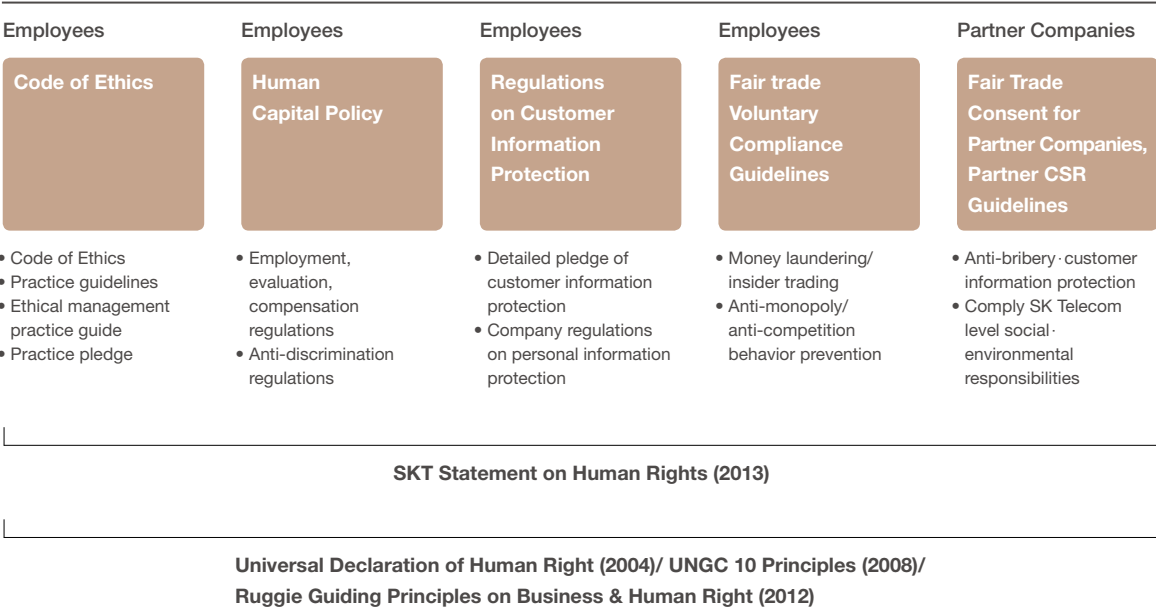 Employees
Code of Ethics
• Code of Ethics
• Practice guidelines
• Ethical management
practice guide
• Practice pledge
Employees
Human
Capital Policy
• Employment,
evaluation,
compensation
regulations
• Anti-discrimination
regulations
Employees
Regulations
on Customer
Information
Protection
• Detailed pledge of
customer information
protection
• Company regulations
on personal information
protection
Employees
Fair trade
Voluntary
Compliance
Guidelines
• Money laundering/
insider trading
• Anti-monopoly/
anti-competition
behavior prevention
Partner Companies
Fair Trade
Consent for
Partner Companies,
Partner CSR
Guidelines
• Anti-bribery·customer
information protection
• Comply SK Telecom
level social·
environmental
responsibilities
SKT Statement on Human Rights (2013)
Universal Declaration of Human Right (2004)/ UNGC 10 Principles (2008)/
Ruggie Guiding Principles on Business & Human Right (2012)